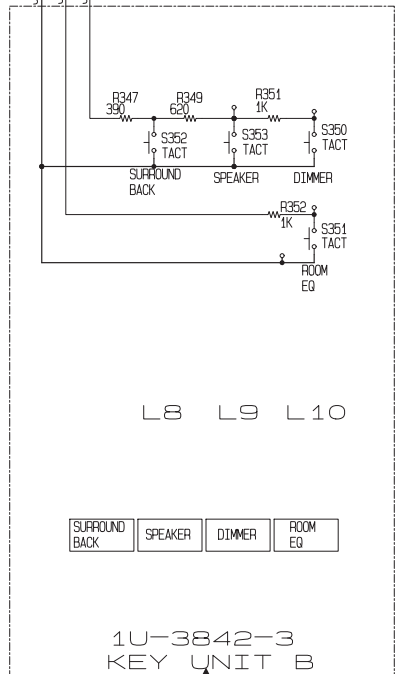 R347 R349 R351
390 620 1K
S352 S353 S350
TACT TACT TACT
SURROUND SPEAKER DIMMER
BACK
R352
1K S351
TACT
ROOM
EQ
L8 L9 L10
SURROUND SPEAKER DIMMER ROOM
BACK EQ
1U-3842-3
KEY UNIT B